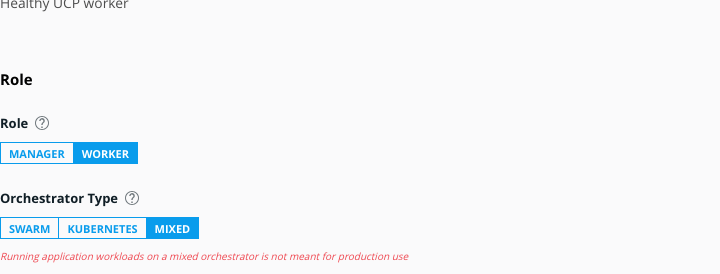 Healthy UCP worker
Role
Role ?
MANAGER WORKER
Orchestrator Type ?
SWARM KUBERNETES MIXED
Running application workloads on a mixed orchestrator is not meant for production use